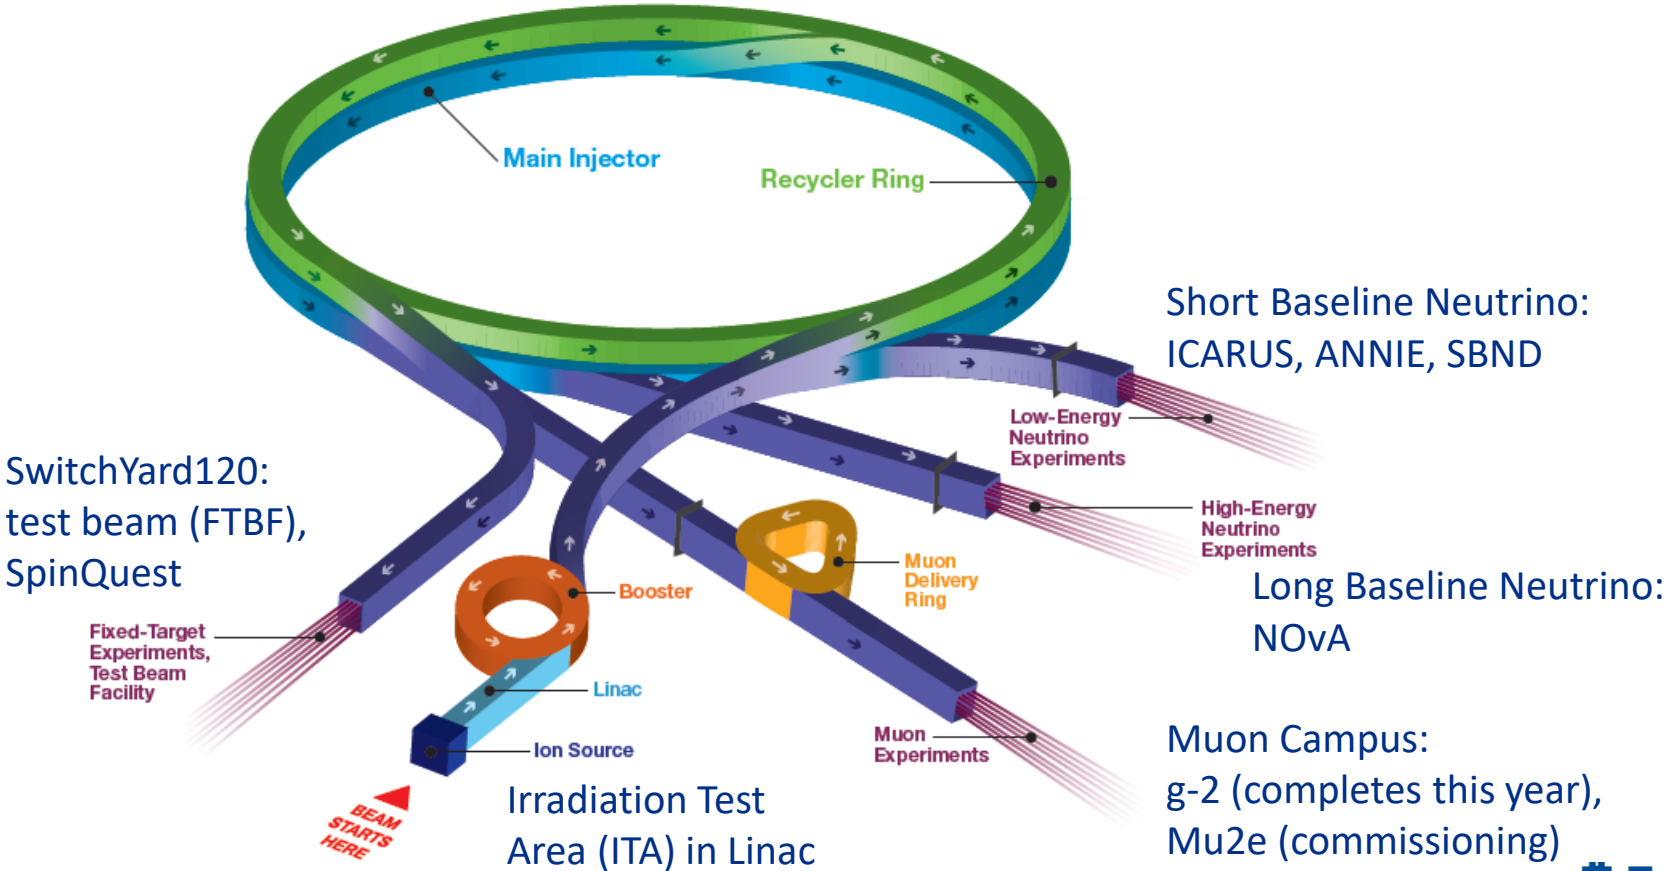 Main Injector
Recycler Ring
Short Baseline Neutrino:
ICARUS, ANNIE, SBND
Low-Energy
Neutrino
Experiments
SwitchYard120:
test beam (FTBF),
SpinQuest
High-Energy
Neutrino
Experiments
Muon
Delivery
Ring
Booster
Long Baseline Neutrino:
NOvA
Fixed-Target
Experiments,
Test Beam
Facility
Linac
Ion Source
Muon
Experiments
Muon Campus:
g-2 (completes this year),
Mu2e (commissioning)
BEAM
STARTS
HERE
Irradiation Test
Area (ITA) in Linac